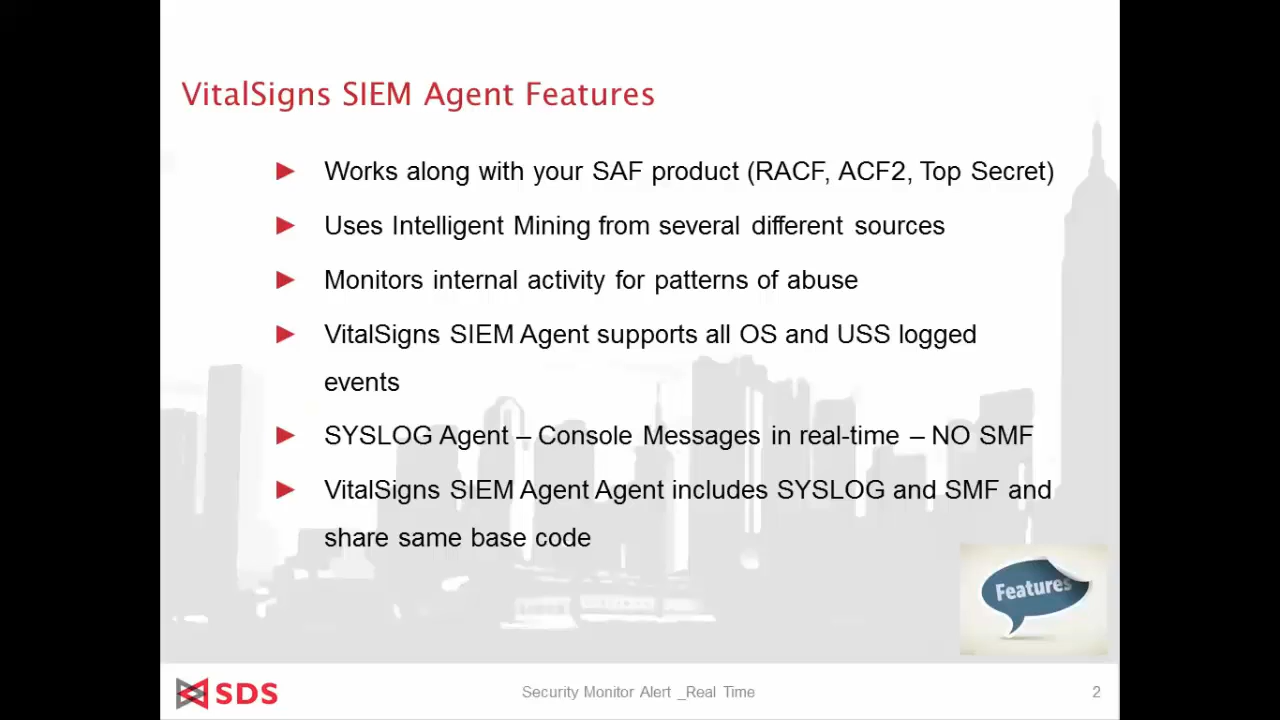 VitalSigns SIEM Agent Features
Works along with your SAF product (RACF, ACF2, Top Secret)
Uses Intelligent Mining from several different sources
Monitors internal activity for patterns of abuse
VitalSigns SIEM Agent supports all OS and USS logged
events
SYSLOG Agent – Console Messages in real-time – NO SMF
VitalSigns SIEM Agent Agent includes SYSLOG and SMF and
share same base code
Features
SDS
Security Monitor Alert _Real Time
2